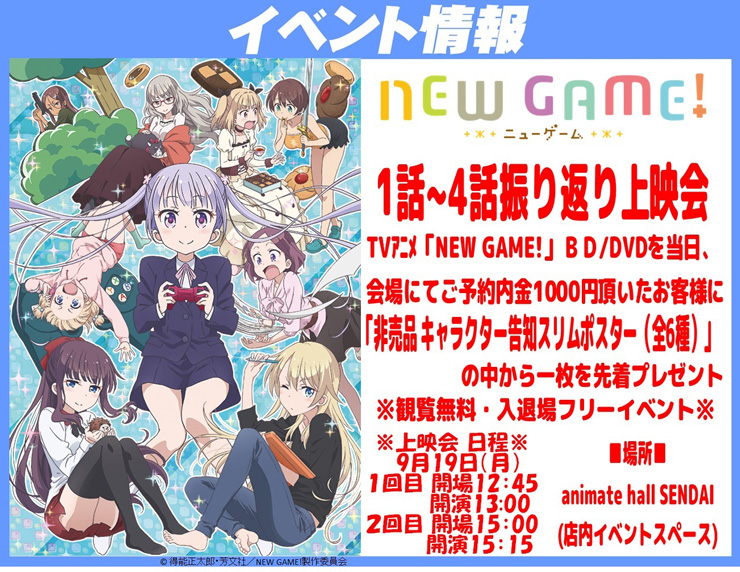 イベント情報
NEW GAME!
ニューゲーム
1話~4話振り返り上映会
TVｱﾆﾒ「NEW GAME!」ＢＤ/DVDを当日、
会場にてご予約内金1000円頂いたお客様に
「非売品 キャラクター告知スリムポスター（全6種）」
の中から一枚を先着プレゼント
※観覧無料・入退場フリーイベント※
※上映会 日程※
9月19日(月)
1回目 開場12:45
開演13:00
2回目 開場15:00
開演15:15
■場所■
animate hall SENDAI
(店内イベントスペース)
© 得能正太郎・芳文社／NEW GAME!製作委員会